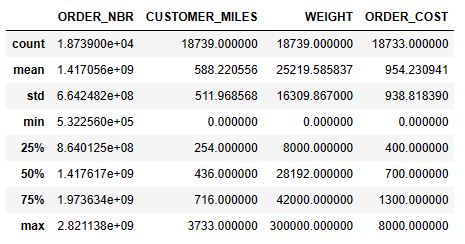 ORDER_NBR CUSTOMER_MILES WEIGHT ORDER_COST
count 1.873900e+04 18739.000000 18739.000000 18733.000000
mean 1.417056e+09 588.220556 25219.585837 954.230941
std 6.642482e+08 511.968568 16309.867000 938.818390
min 5.322560e+05 0.000000 0.000000 0.000000
25% 8.640125e+08 254.000000 8000.000000 400.000000
50% 1.417617e+09 436.000000 28192.000000 700.000000
75% 1.973634e+09 716.000000 42000.000000 1300.000000
max 2.821138e+09 3733.000000 300000.000000 8000.000000